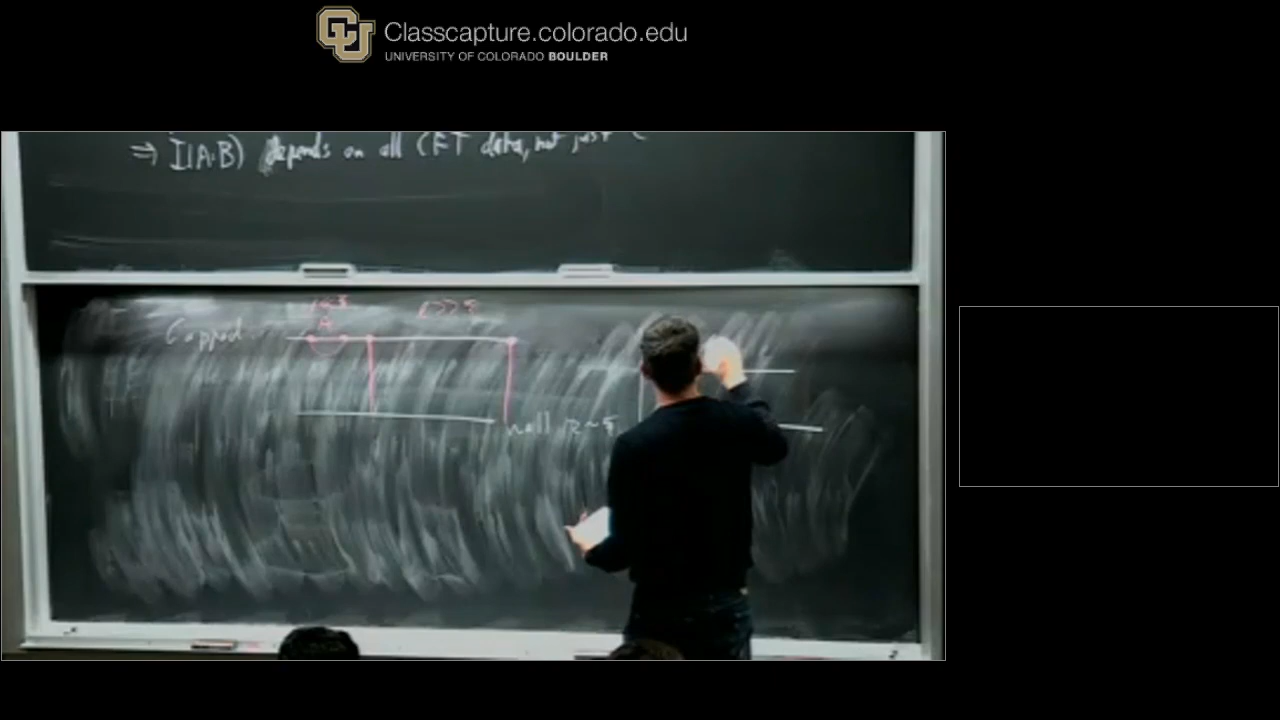 Classcapture.colorado.edu
UNIVERSITY OF COLORADO BOULDER
⇒ I(A:B) depends on all CFT data, not just c
L<<ξ L>>ξ
A
Capped
wall z~ξ